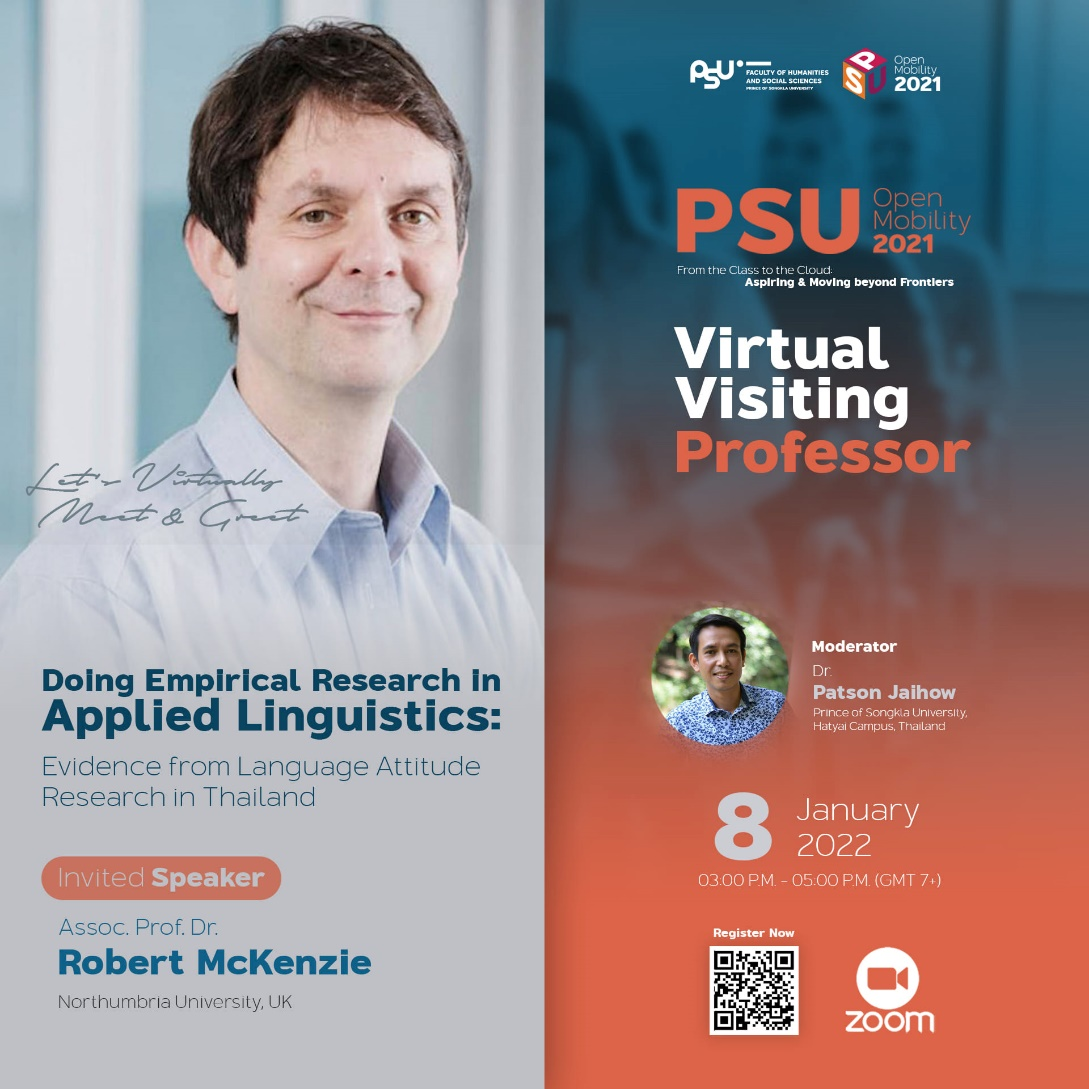 Let's Virtually
Meet & Greet
Doing Empirical Research in
Applied Linguistics:
Evidence from Language Attitude
Research in Thailand
Invited Speaker
Assoc. Prof. Dr.
Robert McKenzie
Northumbria University, UK
PSU
FACULTY OF HUMANITIES
AND SOCIAL SCIENCES
PRINCE OF SONGKLA UNIVERSITY
PSU
Open
Mobility
2021
PSU
Open
Mobility
2021
From the Class to the Cloud:
Aspiring & Moving beyond Frontiers
Virtual
Visiting
Professor
Moderator
Dr.
Patson Jaihow
Prince of Songkla University,
Hatyai Campus, Thailand
8 January
2022
03:00 P.M. - 05:00 P.M. (GMT 7+)
Register Now
zoom